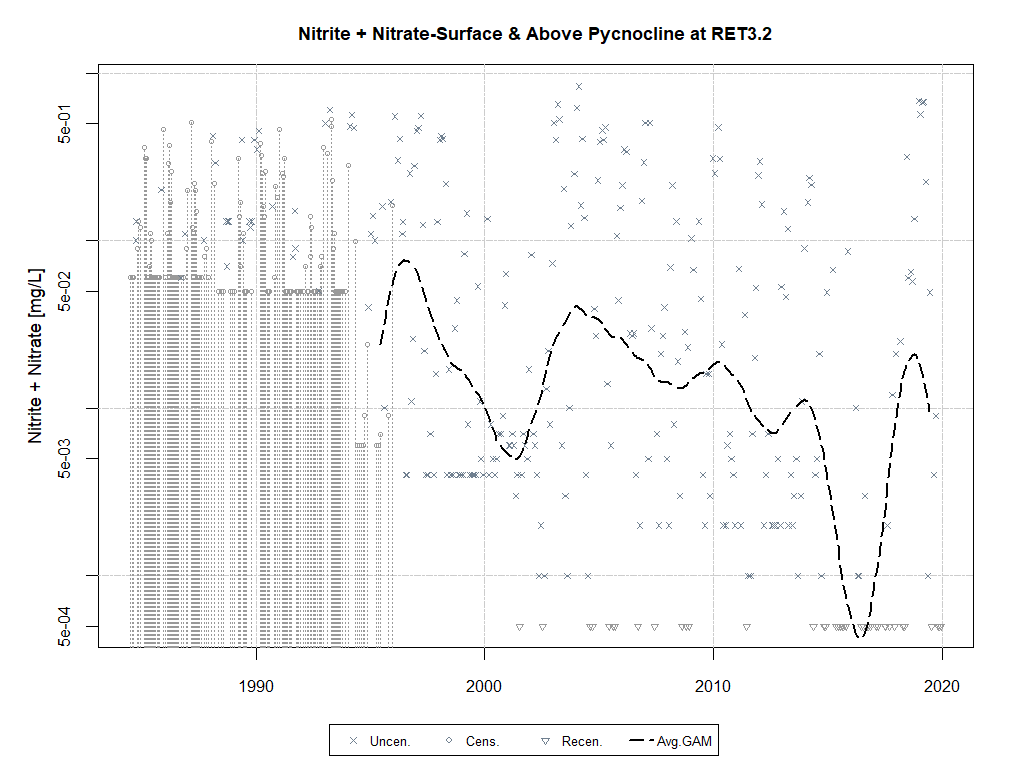 Nitrite + Nitrate-Surface & Above Pycnocline at RET3.2
Nitrite + Nitrate [mg/L]
5e-01
5e-02
5e-03
5e-04
1990 2000 2010 2020
Uncen. Cens. Recen. Avg.GAM